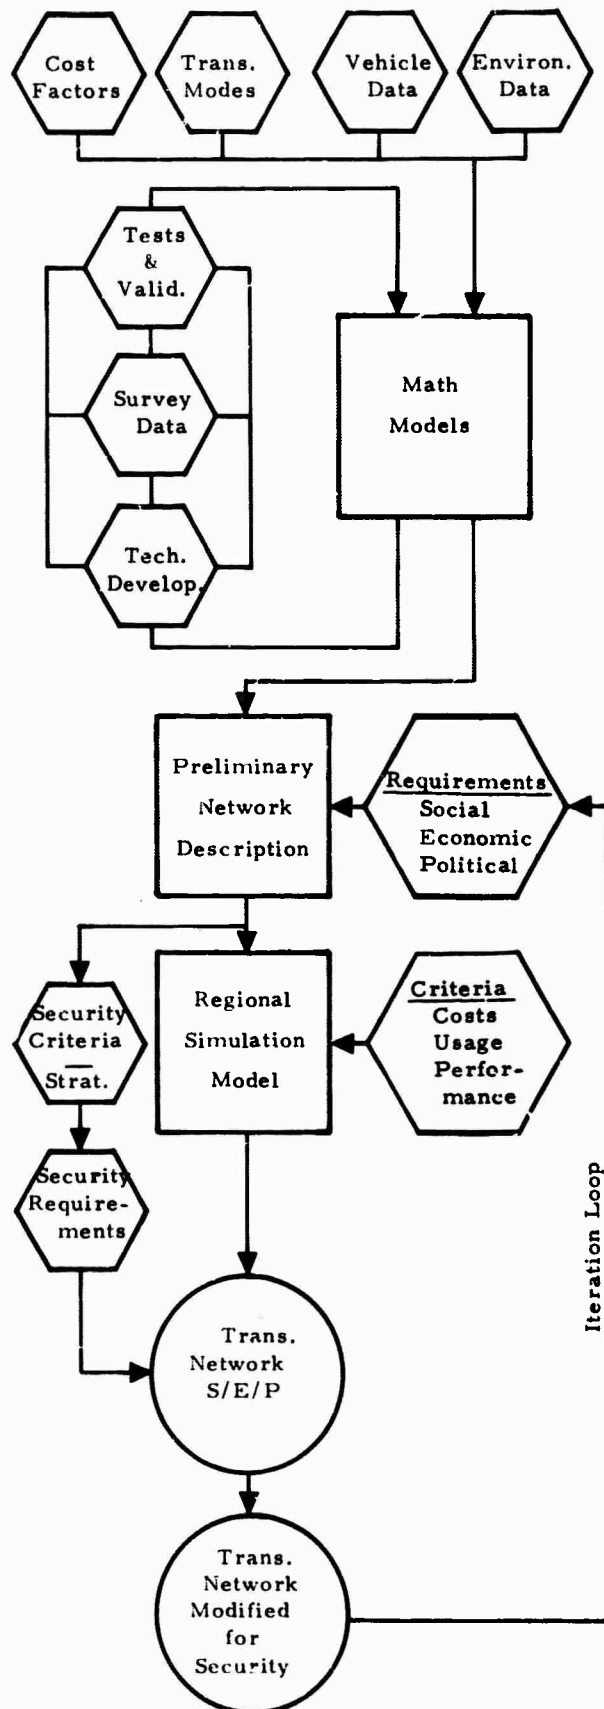 Cost
Factors
Trans.
Modes
Vehicle
Data
Environ.
Data
Tests
&
Valid.
Survey
Data
Tech.
Develop.
Math
Models
Preliminary
Network
Description
Requirements
Social
Economic
Political
Security
Criteria
Strat.
Regional
Simulation
Model
Criteria
Costs
Usage
Perfor-
mance
Security
Require-
ments
Iteration Loop
Trans.
Network
S/E/P
Trans.
Network
Modified
for
Security